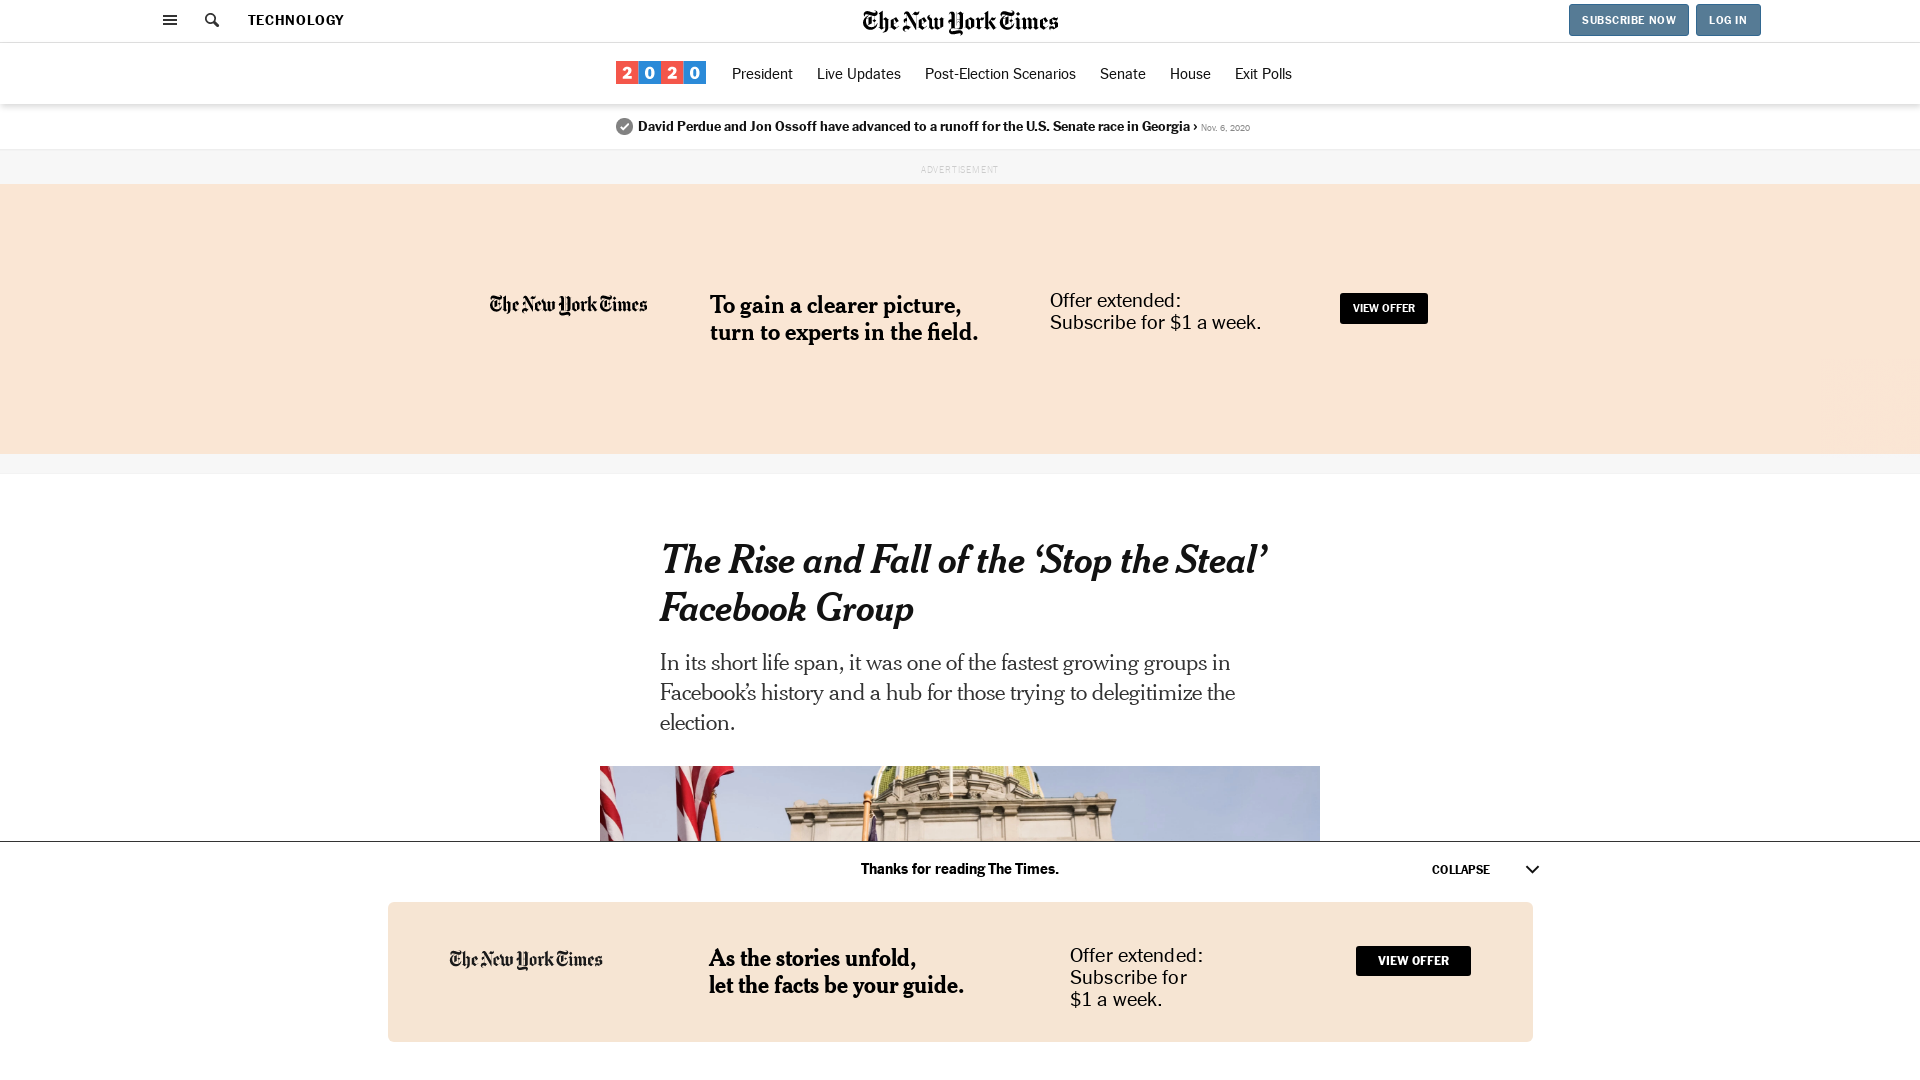 TECHNOLOGY
The New York Times
SUBSCRIBE NOW
LOG IN
2020
President
Live Updates
Post-Election Scenarios
Senate
House
Exit Polls
David Perdue and Jon Ossoff have advanced to a runoff for the U.S. Senate race in Georgia › Nov. 6, 2020
ADVERTISEMENT
The New York Times
To gain a clearer picture,
turn to experts in the field.
Offer extended:
Subscribe for $1 a week.
VIEW OFFER
The Rise and Fall of the ‘Stop the Steal’
Facebook Group
In its short life span, it was one of the fastest growing groups in
Facebook’s history and a hub for those trying to delegitimize the
election.
Thanks for reading The Times.
COLLAPSE
The New York Times
As the stories unfold,
let the facts be your guide.
Offer extended:
Subscribe for
$1 a week.
VIEW OFFER